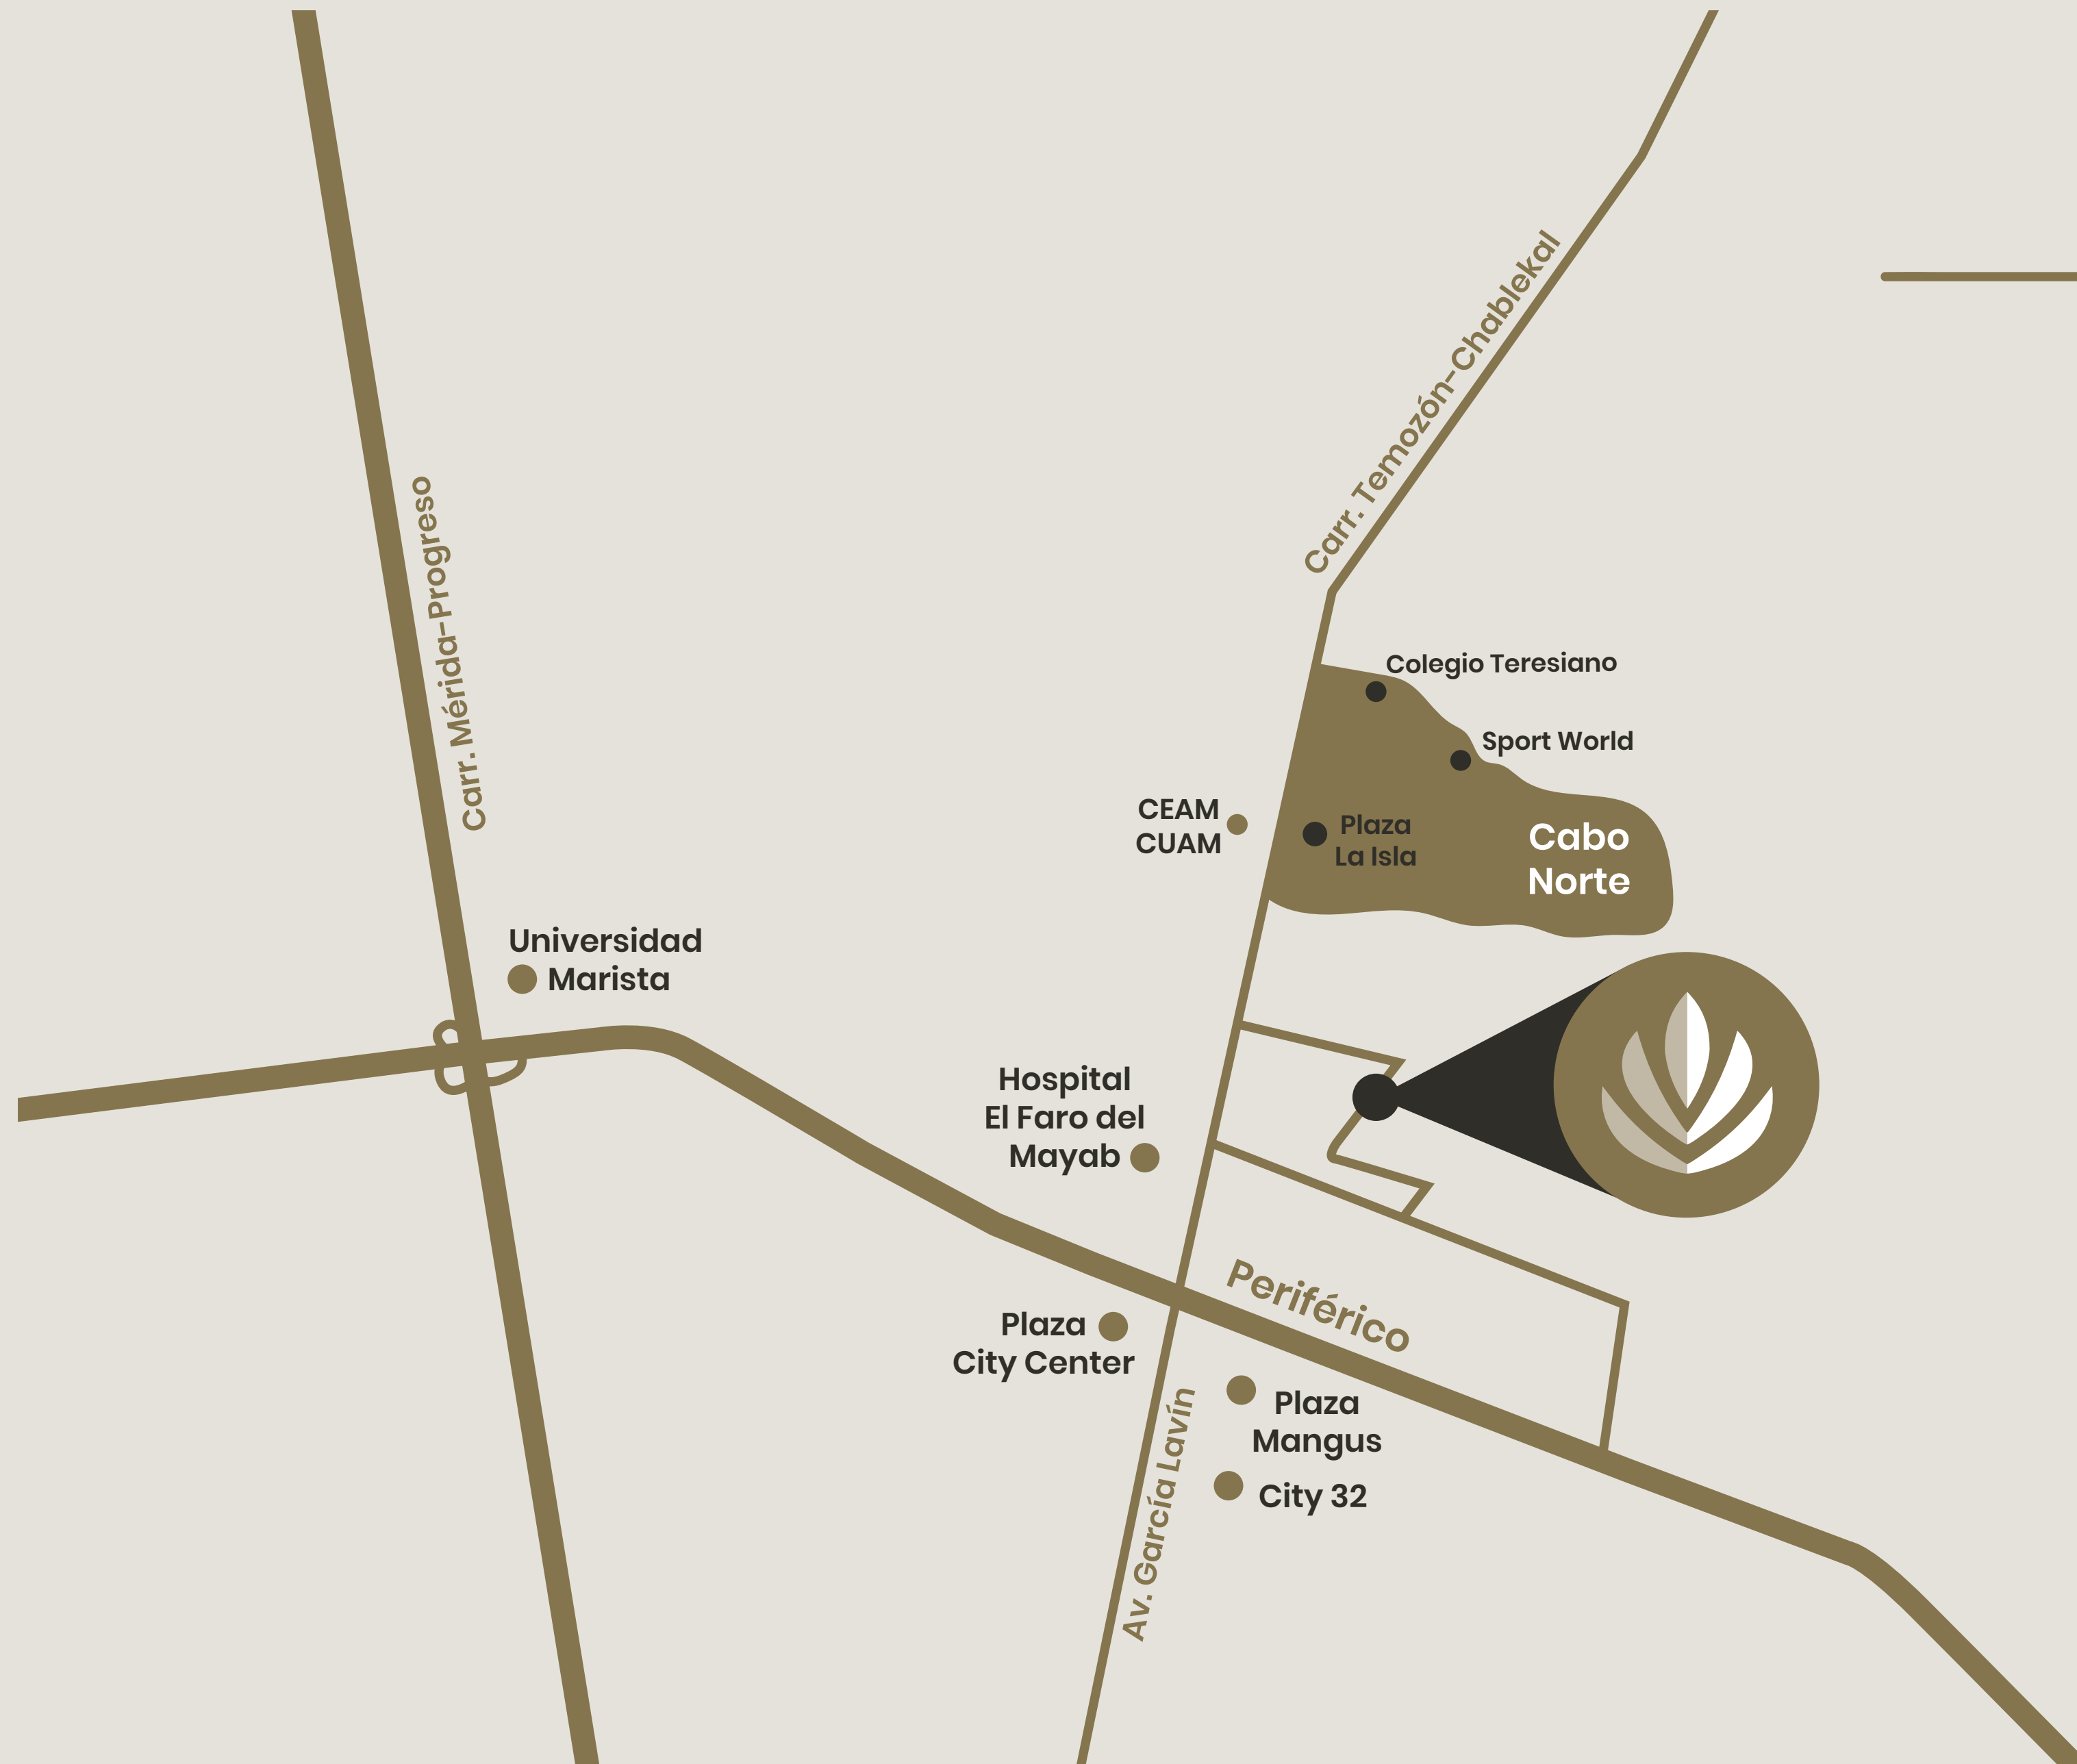 Carr. Temozón-Chablekal
Carr. Mérida-Progreso
Colegio Teresiano
Sport World
CEAM
CUAM
Plaza
La Isla
Cabo
Norte
Universidad
Marista
Hospital
El Faro del
Mayab
Periférico
Plaza
City Center
Plaza
Mangus
City 32
Av. García Lavín